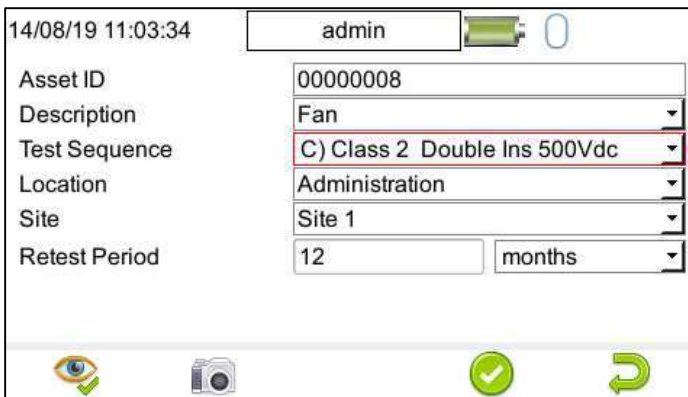 14/08/19 11:03:34 admin
Asset ID 00000008
Description Fan
Test Sequence C) Class 2 Double Ins 500Vdc
Location Administration
Site Site 1
Retest Period 12 months